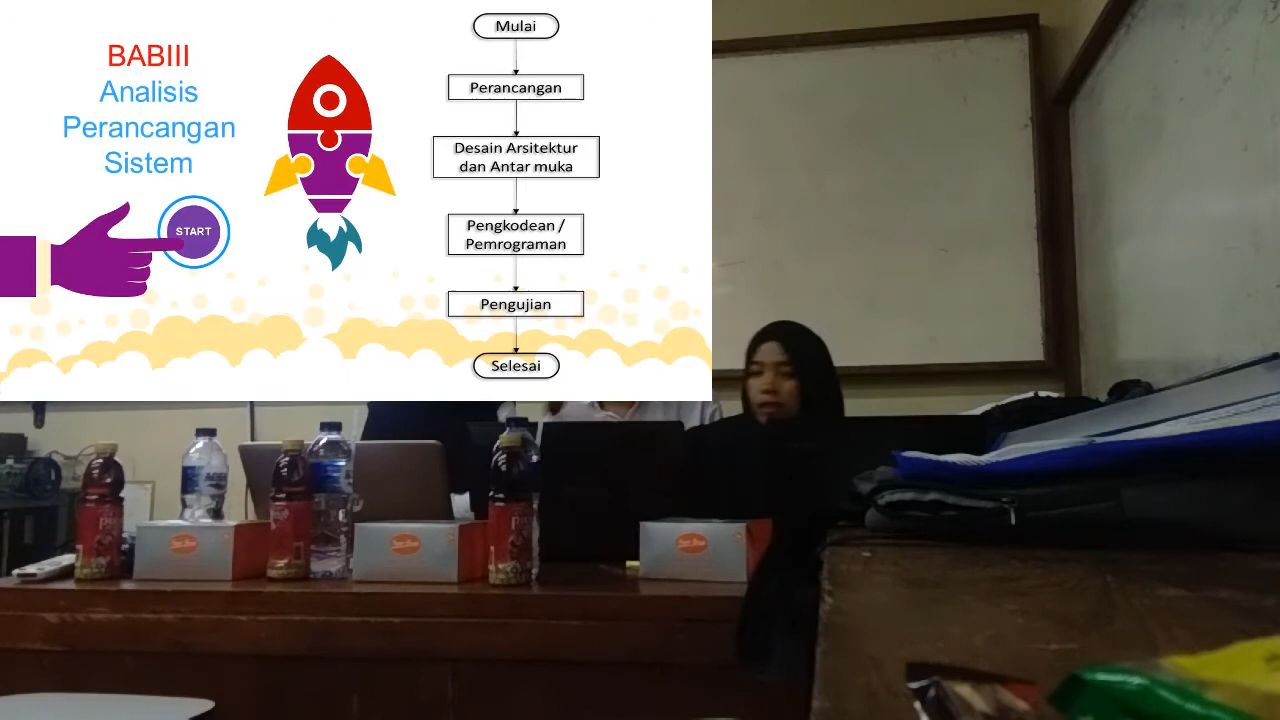 BABIII
Analisis
Perancangan
Sistem
START
Mulai
Perancangan
Desain Arsitektur
dan Antar muka
Pengkodean /
Pemrograman
Pengujian
Selesai